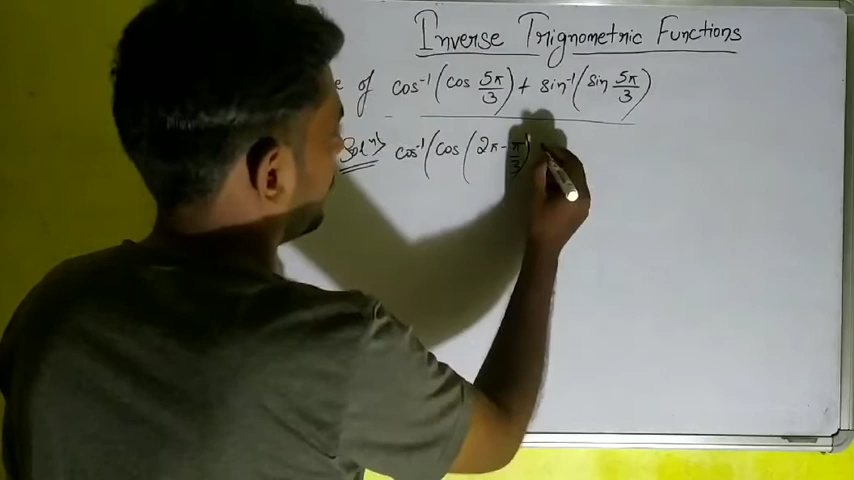 Inverse Trignometric Functions
of cos⁻¹(cos 5π/3) + sin⁻¹(sin 5π/3)
Solⁿ> cos⁻¹(cos(2π-π/3)